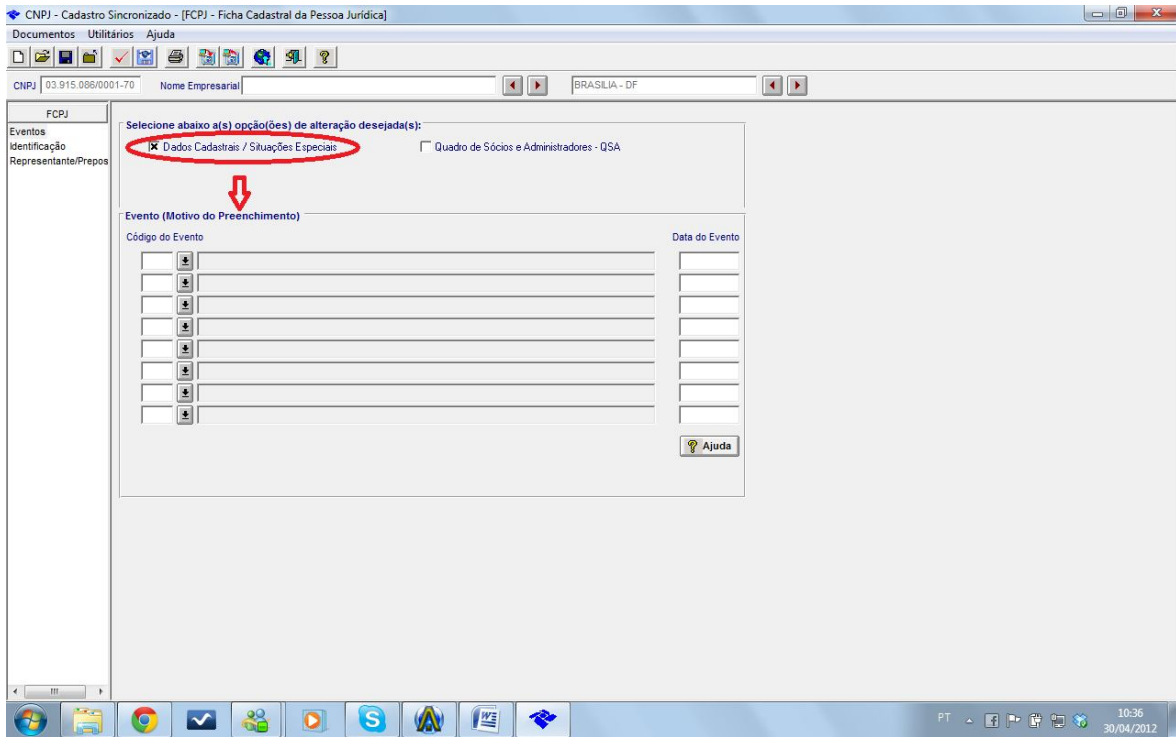 CNPJ - Cadastro Sincronizado - [FCPJ - Ficha Cadastral da Pessoa Jurídica]
Documentos Utilitários Ajuda
CNPJ 03.915.086/0001-70 Nome Empresarial BRASILIA - DF
FCPJ
Eventos
Identificação
Representante/Prepos
Selecione abaixo a(s) opção(ões) de alteração desejada(s):
Dados Cadastrais / Situações Especiais Quadro de Sócios e Administradores - QSA
Evento (Motivo do Preenchimento)
Código do Evento Data do Evento
Ajuda
PT 10:36
30/04/2012